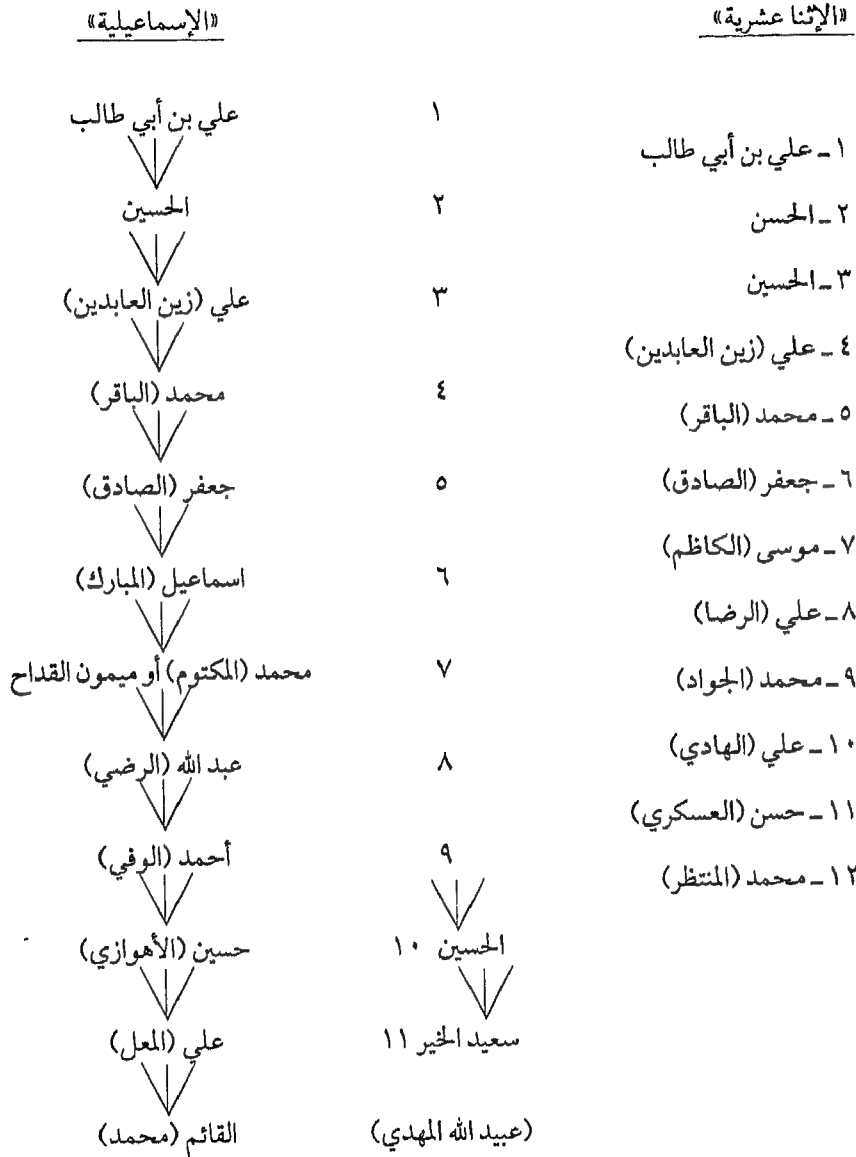 «الإثنا عشرية»
١ ـ علي بن أبي طالب
٢ ـ الحسن
٣ ـ الحسين
٤ ـ علي (زين العابدين)
٥ ـ محمد (الباقر)
٦ ـ جعفر (الصادق)
٧ ـ موسى (الكاظم)
٨ ـ علي (الرضا)
٩ ـ محمد (الجواد)
١٠ ـ علي (الهادي)
١١ ـ حسن (العسكري)
١٢ ـ محمد (المنتظر)
«الإسماعيلية»
١ علي بن أبي طالب
٢ الحسين
٣ علي (زين العابدين)
٤ محمد (الباقر)
٥ جعفر (الصادق)
٦ اسماعيل (المبارك)
٧ محمد (المكتوم) أو ميمون القداح
٨ عبد الله (الرضي)
٩ أحمد (الوفي)
الحسين ١٠ حسين (الأهوازي)
سعيد الخير ١١ علي (المعل)
(عبيد الله المهدي) القائم (محمد)